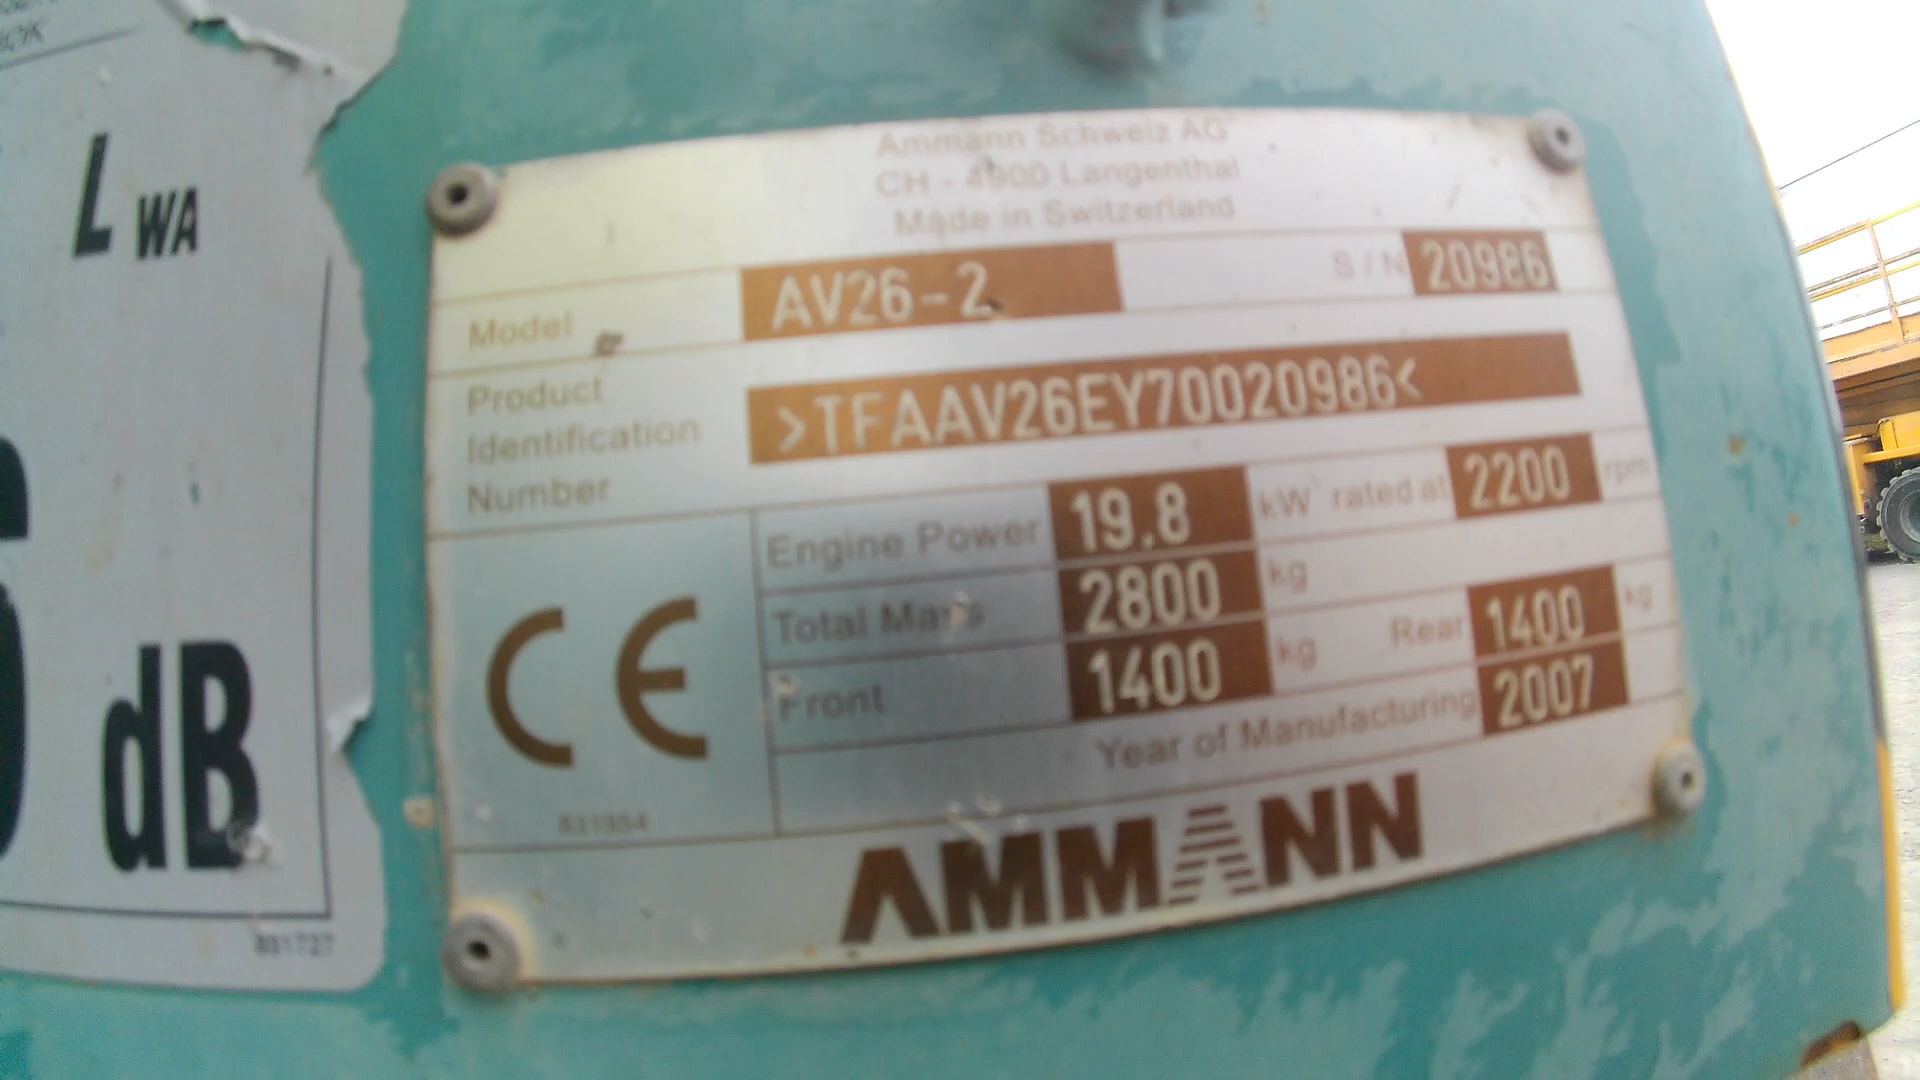 L WA
dB
891727
Ammann Schweiz AG
CH - 4900 Langenthal
Made in Switzerland
Model AV26-2 S / N 20986
Product Identification Number >TFAAV26EY70020986<
Engine Power 19.8 kW rated at 2200 rpm
Total Mass 2800 kg
Front 1400 kg Rear 1400 kg
Year of Manufacturing 2007
CE
831954
AMMANN